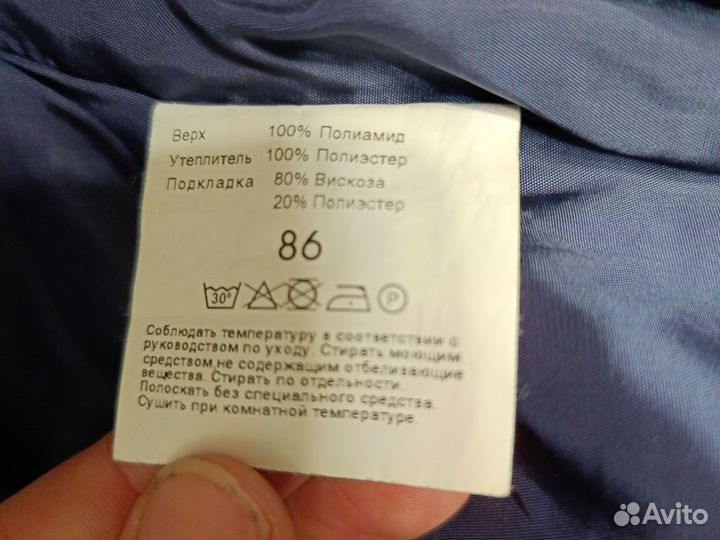 Верх 100% Полиамид
Утеплитель 100% Полиэстер
Подкладка 80% Вискоза
20% Полиэстер
86
30° P
Соблюдать температуру в соответствии с
руководством по уходу. Стирать моющим
средством,не содержащим отбеливающие
вещества. Стирать по отдельности.
Полоскать без специального средства.
Сушить при комнатной температуре.
Avito